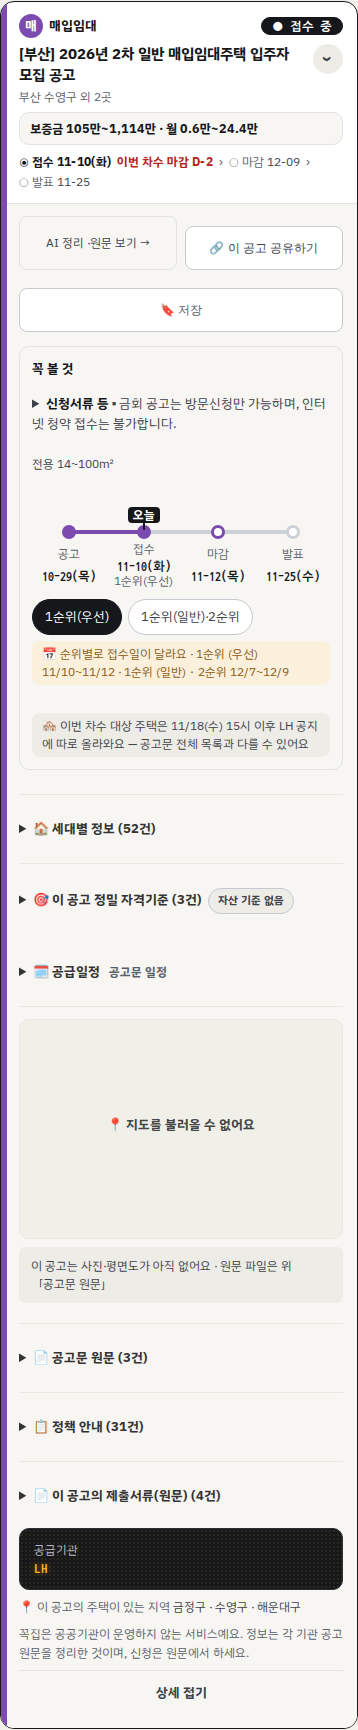 매 매입임대
● 접수 중
[부산] 2026년 2차 일반 매입임대주택 입주자
모집 공고
부산 수영구 외 2곳
보증금 105만~1,114만 · 월 0.6만~24.4만
접수 11-10(화) 이번 차수 마감 D-2 › 마감 12-09 ›
발표 11-25
AI 정리 ·원문 보기 →
🔗 이 공고 공유하기
🔖 저장
꼭 볼 것
▶ 신청서류 등 ▪ 금회 공고는 방문신청만 가능하며, 인터
넷 청약 접수는 불가합니다.
전용 14~100m²
오늘
공고 접수 마감 발표
10-29(목) 11-10(화) 11-12(목) 11-25(수)
1순위(우선)
1순위(우선) 1순위(일반)·2순위
📅 순위별로 접수일이 달라요 · 1순위 (우선)
11/10~11/12 · 1순위 (일반) · 2순위 12/7~12/9
🏘️ 이번 차수 대상 주택은 11/18(수) 15시 이후 LH 공지
에 따로 올라와요 — 공고문 전체 목록과 다를 수 있어요
▶ 🏠 세대별 정보 (52건)
▶ 🎯 이 공고 정밀 자격기준 (3건) 자산 기준 없음
▶ 🗓️ 공급일정 공고문 일정
📍 지도를 불러올 수 없어요
이 공고는 사진·평면도가 아직 없어요 · 원문 파일은 위
「공고문 원문」
▶ 📄 공고문 원문 (3건)
▶ 📋 정책 안내 (31건)
▶ 📄 이 공고의 제출서류(원문) (4건)
공급기관
LH
📍 이 공고의 주택이 있는 지역 금정구 · 수영구 · 해운대구
꼭집은 공공기관이 운영하지 않는 서비스예요. 정보는 각 기관 공고
원문을 정리한 것이며, 신청은 원문에서 하세요.
상세 접기